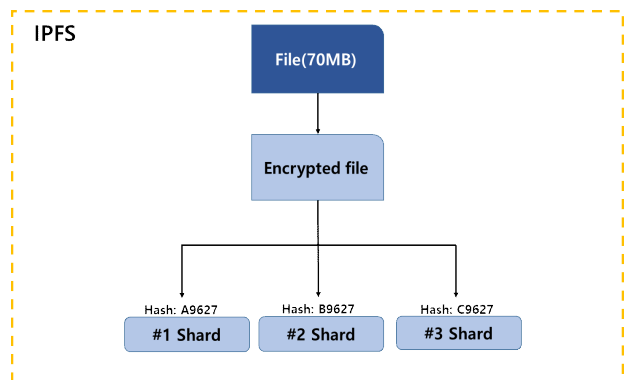 IPFS
File(70MB)
Encrypted file
Hash: A9627
Hash: B9627
Hash: C9627
#1 Shard
#2 Shard
#3 Shard